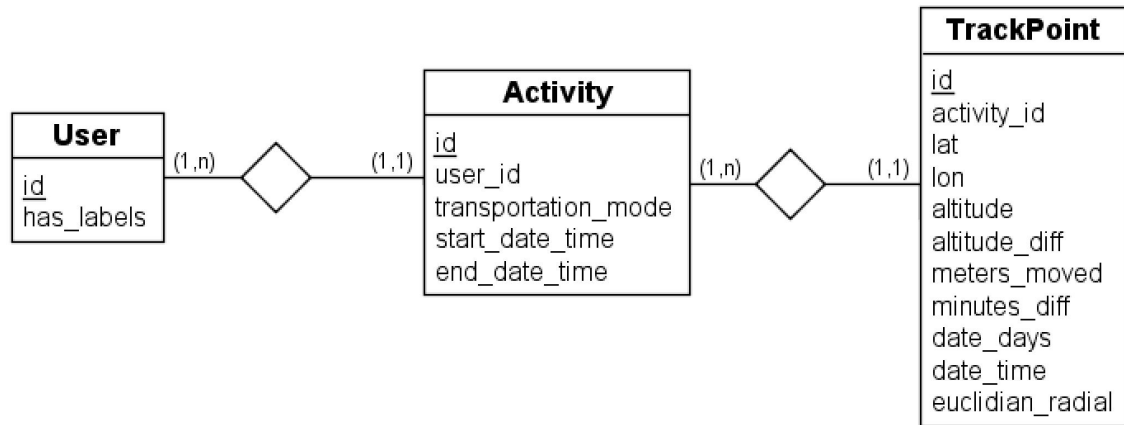 User
id
has_labels
(1,n)
(1,1)
Activity
id
user_id
transportation_mode
start_date_time
end_date_time
(1,n)
(1,1)
TrackPoint
id
activity_id
lat
lon
altitude
altitude_diff
meters_moved
minutes_diff
date_days
date_time
euclidian_radial